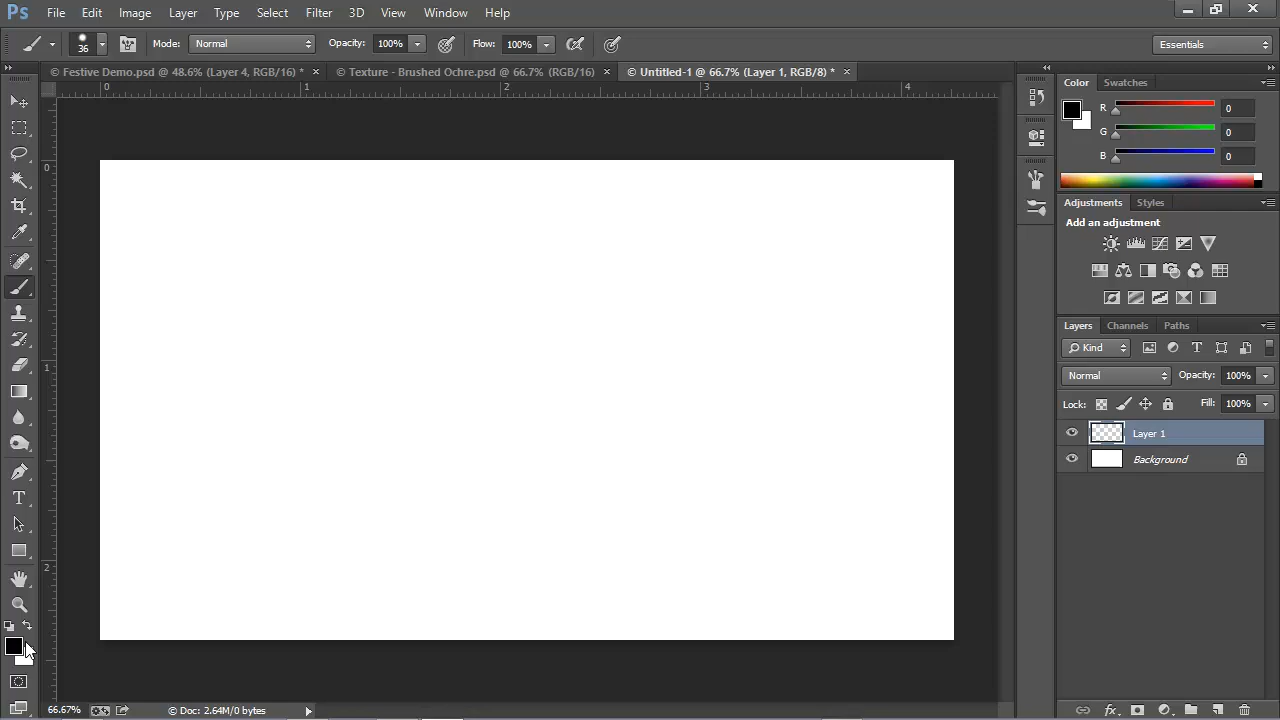 Ps File Edit Image Layer Type Select Filter 3D View Window Help
36 Mode: Normal Opacity: 100% Flow: 100% Essentials
© Festive Demo.psd @ 48.6% (Layer 4, RGB/16) * © Texture - Brushed Ochre.psd @ 66.7% (RGB/16) © Untitled-1 @ 66.7% (Layer 1, RGB/8) *
0 1 2 3 4
Color Swatches
R 0
G 0
B 0
Adjustments Styles
Add an adjustment
Layers Channels Paths
Kind T
Normal Opacity: 100%
Lock: Fill: 100%
Layer 1
Background
fx
0
1
2
T
66.67% © Doc: 2.64M/0 bytes